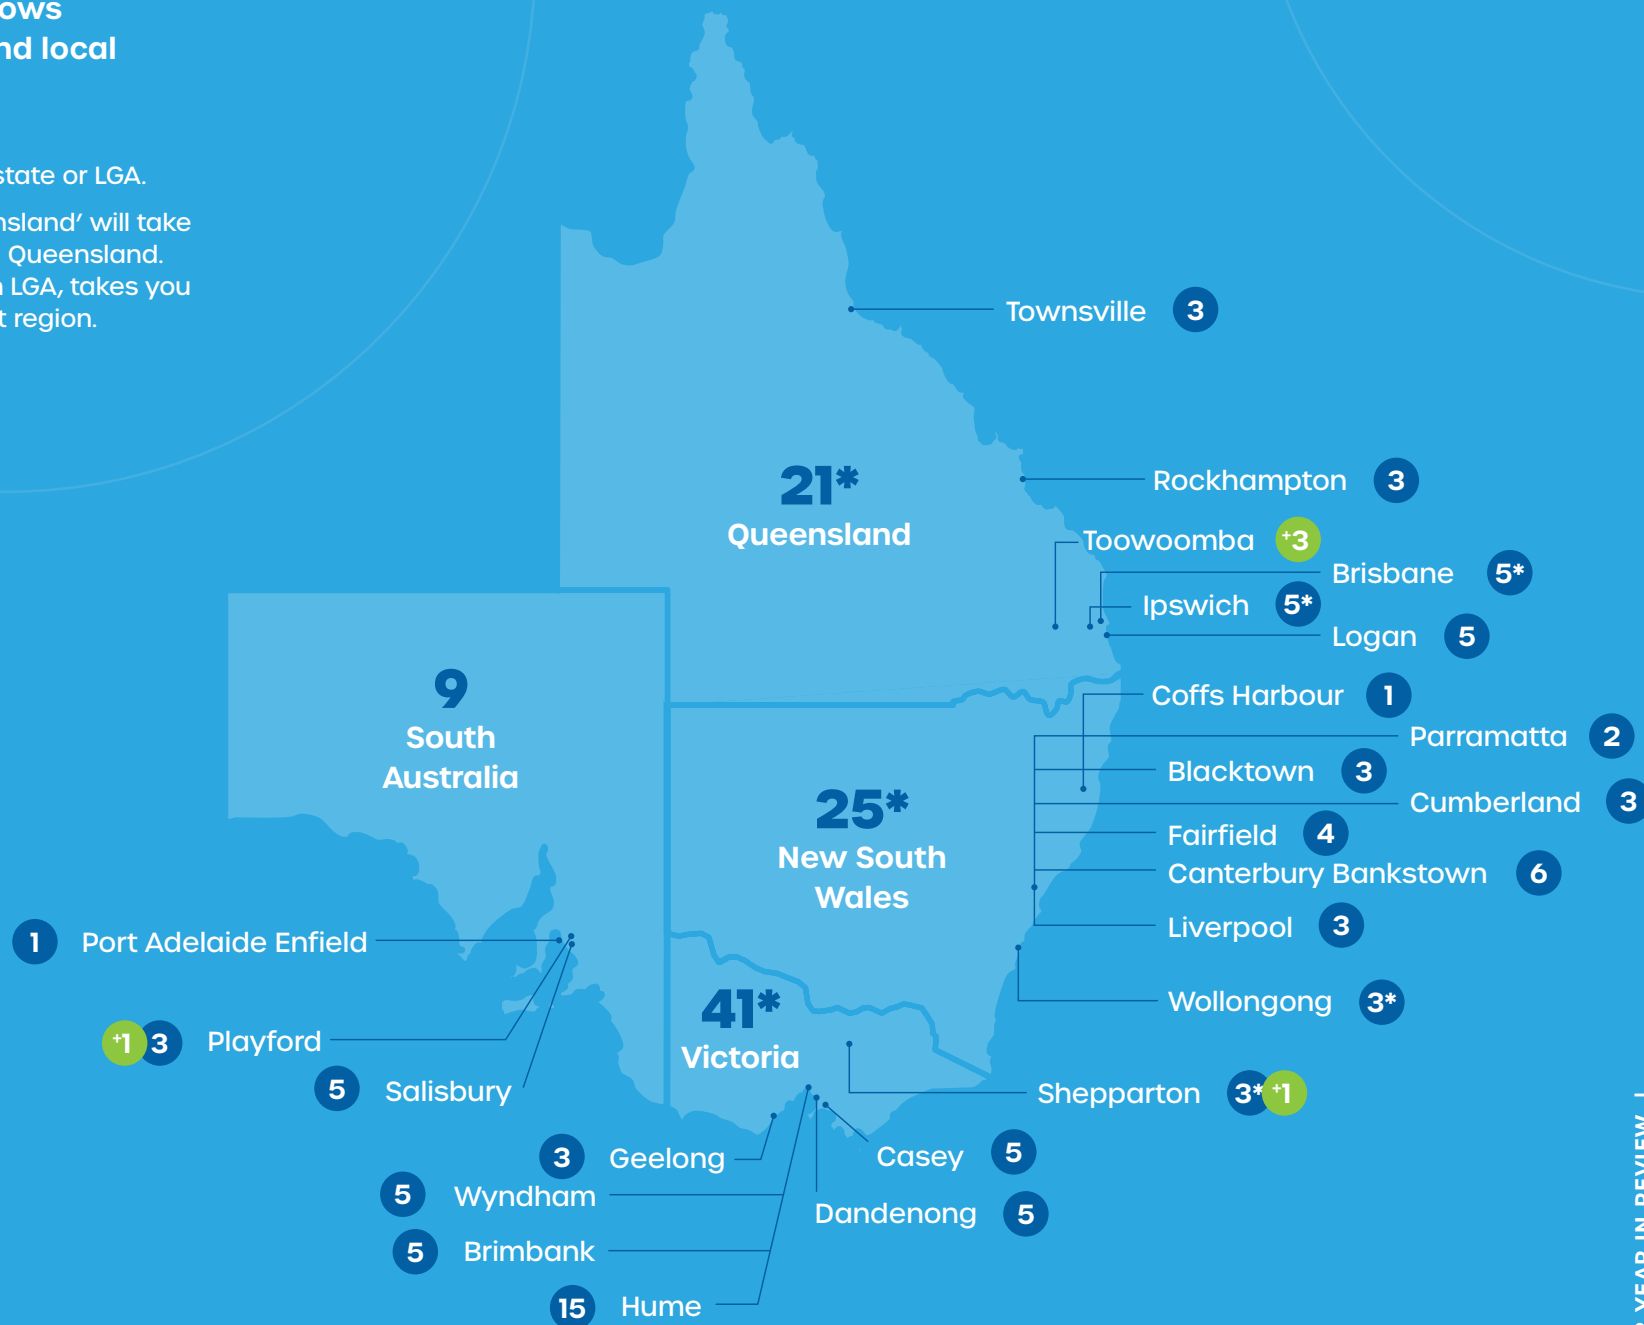 nd local
state or LGA.
will take
Queensland.
LGA, takes you
region.
Townsville 3
21*
Queensland
Rockhampton 3
Toowoomba +3
Brisbane 5*
Ipswich 5*
Logan 5
9
South
Australia
25*
New South
Wales
Coffs Harbour 1
Parramatta 2
Blacktown 3
Cumberland 3
Fairfield 4
Canterbury Bankstown 6
Liverpool 3
Wollongong 3*
1 Port Adelaide Enfield
+1 3 Playford
5 Salisbury
41*
Victoria
Shepparton 3* +1
3 Geelong
Casey 5
5 Wyndham
Dandenong 5
5 Brimbank
15 Hume
YEAR IN REVIEW |